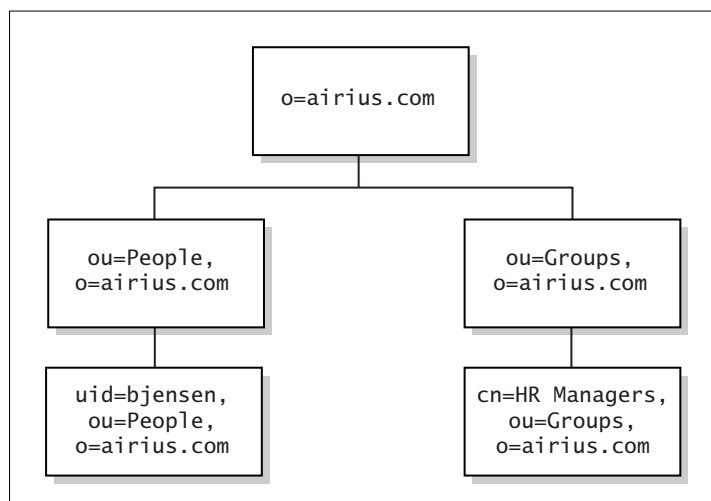 o=airius.com
ou=People,
o=airius.com
ou=Groups,
o=airius.com
uid=bjensen,
ou=People,
o=airius.com
cn=HR Managers,
ou=Groups,
o=airius.com